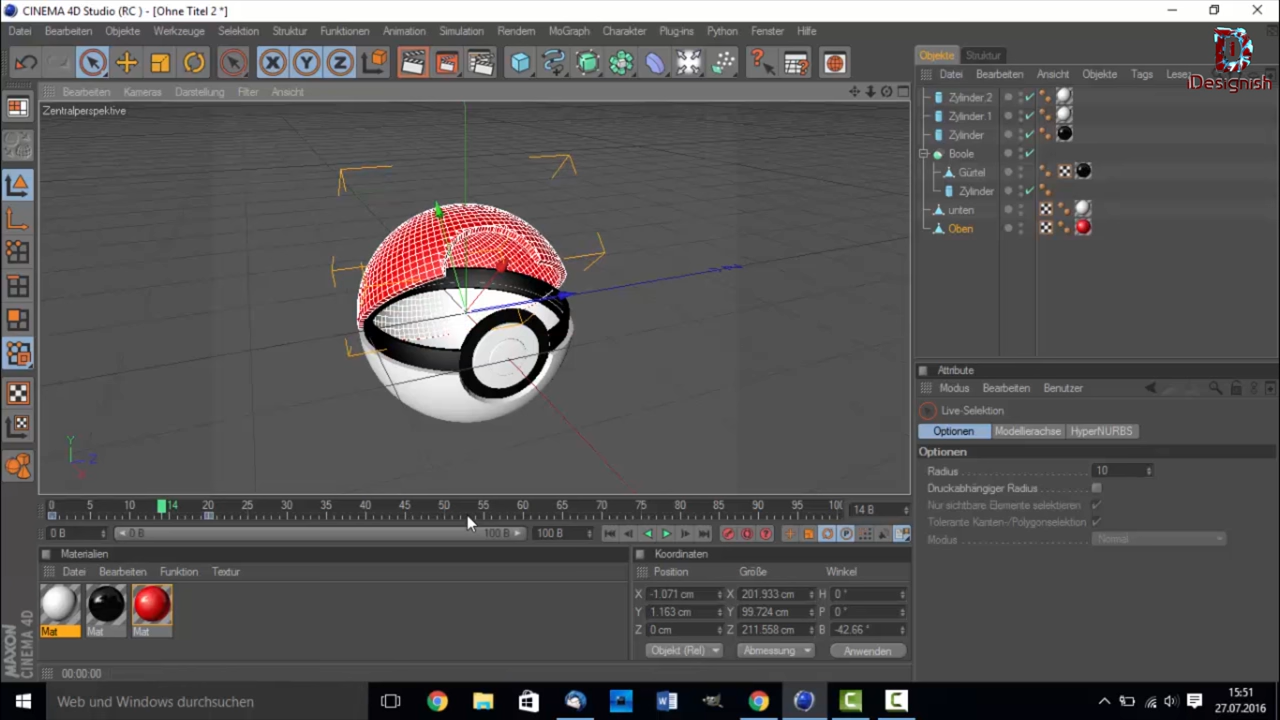 CINEMA 4D Studio (RC ) - [Ohne Titel 2 *]
Datei Bearbeiten Objekte Werkzeuge Selektion Struktur Funktionen Animation Simulation Rendern MoGraph Charakter Plug-ins Python Fenster Hilfe
iDesignish
Objekte Struktur
Datei Bearbeiten Ansicht Objekte Tags Lese
Bearbeiten Kameras Darstellung Filter Ansicht
Zentralperspektive
Zylinder.2
Zylinder.1
Zylinder
Boole
Gürtel
Zylinder
unten
Oben
Attribute
Modus Bearbeiten Benutzer
Live-Selektion
Optionen Modellierachse HyperNURBS
Optionen
Radius 10
Druckabhängiger Radius
Nur sichtbare Elemente selektieren
Tolerante Kanten-/Polygonselektion
Modus Normal
Y
Z
X
0 5 10 14 20 25 30 35 40 45 50 55 60 65 70 75 80 85 90 95 100 14 B
0 B 0 B 100 B 100 B
Materialien
Datei Bearbeiten Funktion Textur
Mat Mat Mat
Koordinaten
Position Größe Winkel
X -1.071 cm X 201.933 cm H 0 °
Y 1.163 cm Y 99.724 cm P 0 °
Z 0 cm Z 211.558 cm B -42.66 °
Objekt (Rel) Abmessung Anwenden
MAXON
CINEMA 4D
00:00:00
Web und Windows durchsuchen
15:51
27.07.2016